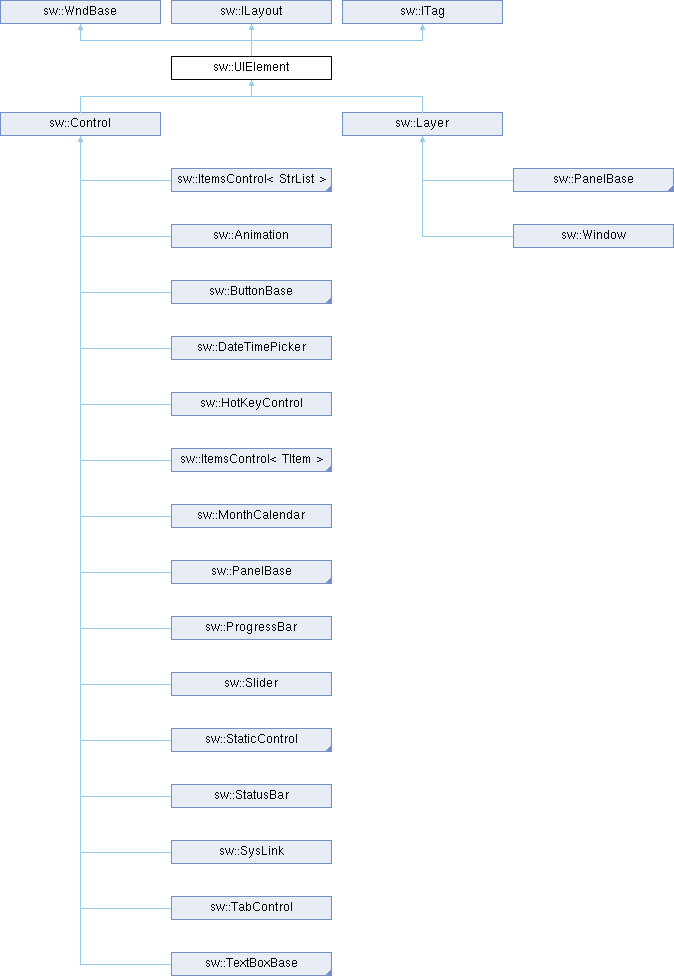 sw::WndBase
sw::ILayout
sw::ITag
sw::UIElement
sw::Control
sw::Layer
sw::ItemsControl< StrList >
sw::PanelBase
sw::Animation
sw::Window
sw::ButtonBase
sw::DateTimePicker
sw::HotKeyControl
sw::ItemsControl< TItem >
sw::MonthCalendar
sw::PanelBase
sw::ProgressBar
sw::Slider
sw::StaticControl
sw::StatusBar
sw::SysLink
sw::TabControl
sw::TextBoxBase